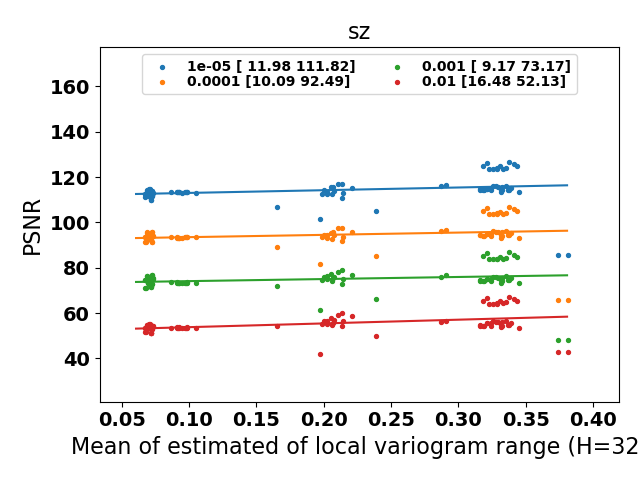 sz
1e-05 [ 11.98 111.82]
0.0001 [10.09 92.49]
0.001 [ 9.17 73.17]
0.01 [16.48 52.13]
160
140
120
100
80
60
40
PSNR
0.05 0.10 0.15 0.20 0.25 0.30 0.35 0.40
Mean of estimated of local variogram range (H=32